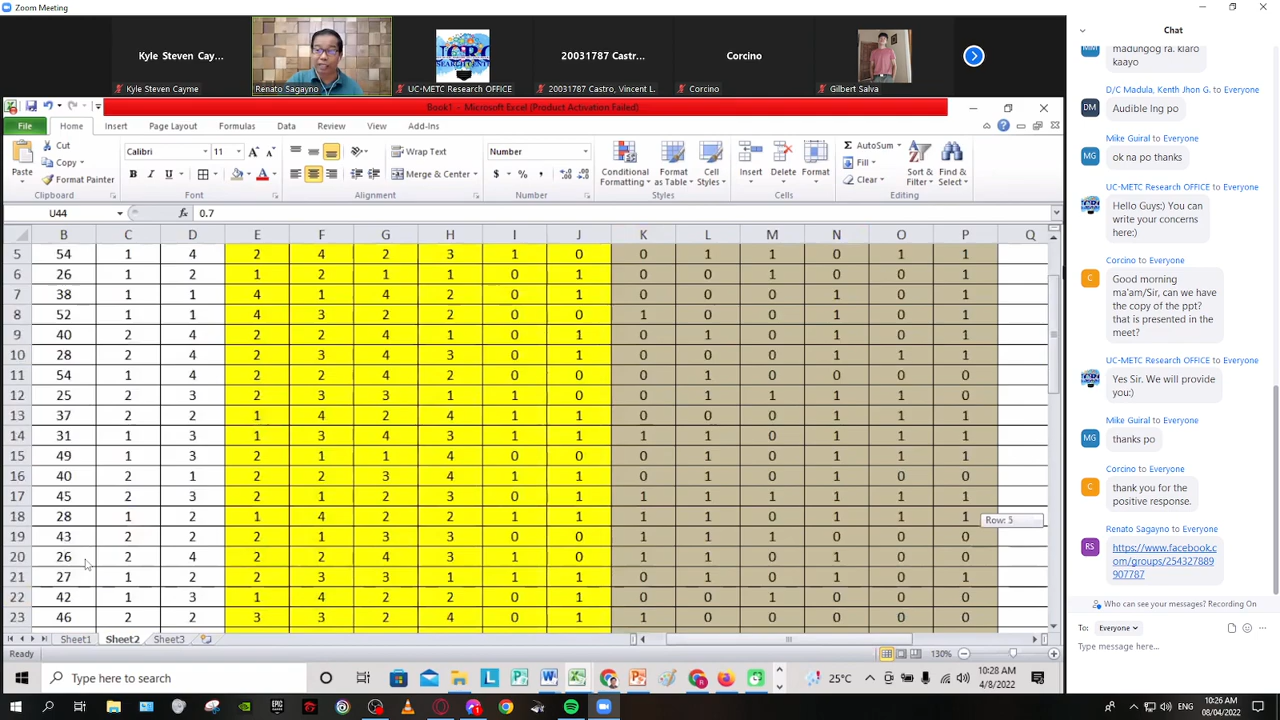 Zoom Meeting
Kyle Steven Cay...
20031787 Castr...
Corcino
Kyle Steven Cayme
Renato Sagayno
UC-METC Research OFFICE
20031787 Castro, Vincent L.
Corcino
Gilbert Salva
Book1 - Microsoft Excel (Product Activation Failed)
File Home Insert Page Layout Formulas Data Review View Add-Ins
Paste Cut Copy Format Painter Clipboard
Calibri 11 B I U Font
Wrap Text Merge & Center Alignment
Number $ % , Number
Conditional Formatting Format as Table Cell Styles Styles
Insert Delete Format Cells
Σ AutoSum Fill Clear Sort & Filter Find & Select Editing
U44 fx 0.7
B C D E F G H I J K L M N O P Q
5 54 1 4 2 4 2 3 1 0 0 1 1 0 1 1
6 26 1 2 1 2 1 1 0 1 0 0 1 0 0 1
7 38 1 1 4 1 4 2 0 1 0 0 0 1 0 1
8 52 1 1 4 3 2 2 0 0 1 0 0 1 0 1
9 40 2 4 2 2 4 1 0 1 0 1 0 1 0 1
10 28 2 4 2 3 4 3 0 1 0 0 0 1 1 1
11 54 1 4 2 2 4 2 0 0 0 1 0 0 0 0
12 25 2 3 2 3 3 1 1 0 0 1 1 1 1 0
13 37 2 2 1 4 2 4 1 1 0 0 0 1 1 1
14 31 1 3 1 3 4 3 1 1 1 1 0 1 1 1
15 49 1 3 2 1 1 4 0 0 0 1 0 1 1 1
16 40 2 1 2 2 3 4 1 1 0 1 0 1 0 0
17 45 2 3 2 1 2 3 0 1 1 1 1 1 1 1
18 28 1 2 1 4 2 2 1 1 1 1 0 1 1 1
19 43 2 2 2 1 3 3 0 0 0 1 1 1 0 0
20 26 2 4 2 2 4 3 1 0 1 1 0 1 0 0
21 27 1 2 2 3 3 1 1 1 0 1 0 1 0 1
22 42 1 3 1 4 2 2 0 1 0 0 1 0 0 0
23 46 2 2 3 3 2 4 0 1 1 0 0 0 0 0
Row: 5
Sheet1 Sheet2 Sheet3
Ready 130%
Type here to search
25°C
10:28 AM
4/8/2022
Chat
madungog ra. klaro
kaayo
D/C Madula, Kenth Jhon G. to Everyone
DM
Audible Ing po
Mike Guiral to Everyone
MG
ok na po thanks
UC-METC Research OFFICE to Everyone
Hello Guys:) You can
write your concerns
here:)
Corcino to Everyone
C
Good morning
ma'am/Sir, can we have
the copy of the ppt?
that is presented in the
meet?
UC-METC Research OFFICE to Everyone
Yes Sir. We will provide
you:)
Mike Guiral to Everyone
MG
thanks po
Corcino to Everyone
C
thank you for the
positive response.
Renato Sagayno to Everyone
RS
https://www.facebook.c
om/groups/254327889
907787
Who can see your messages? Recording On
To: Everyone
Type message here...
ENG
10:26 AM
08/04/2022